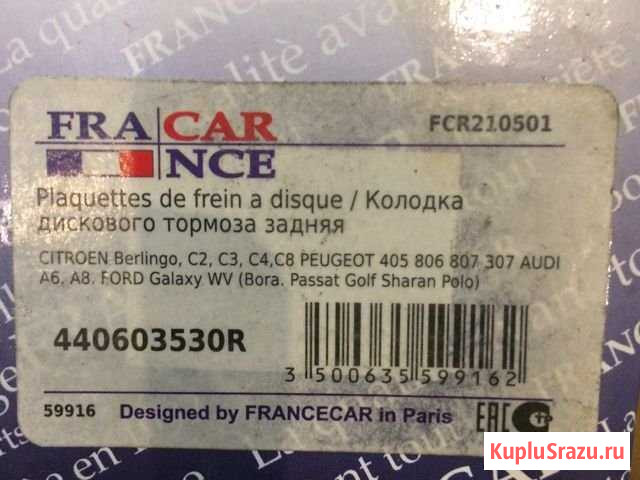 FRA CAR
NCE
FCR210501
Plaquettes de frein a disque / Колодка
дискового тормоза задняя
CITROEN Berlingo, C2, C3, C4,C8 PEUGEOT 405 806 807 307 AUDI
A6, A8. FORD Galaxy WV (Bora. Passat Golf Sharan Polo)
440603530R
3 500635 599162
59916 Designed by FRANCECAR in Paris
EAC
KupluSrazu.ru